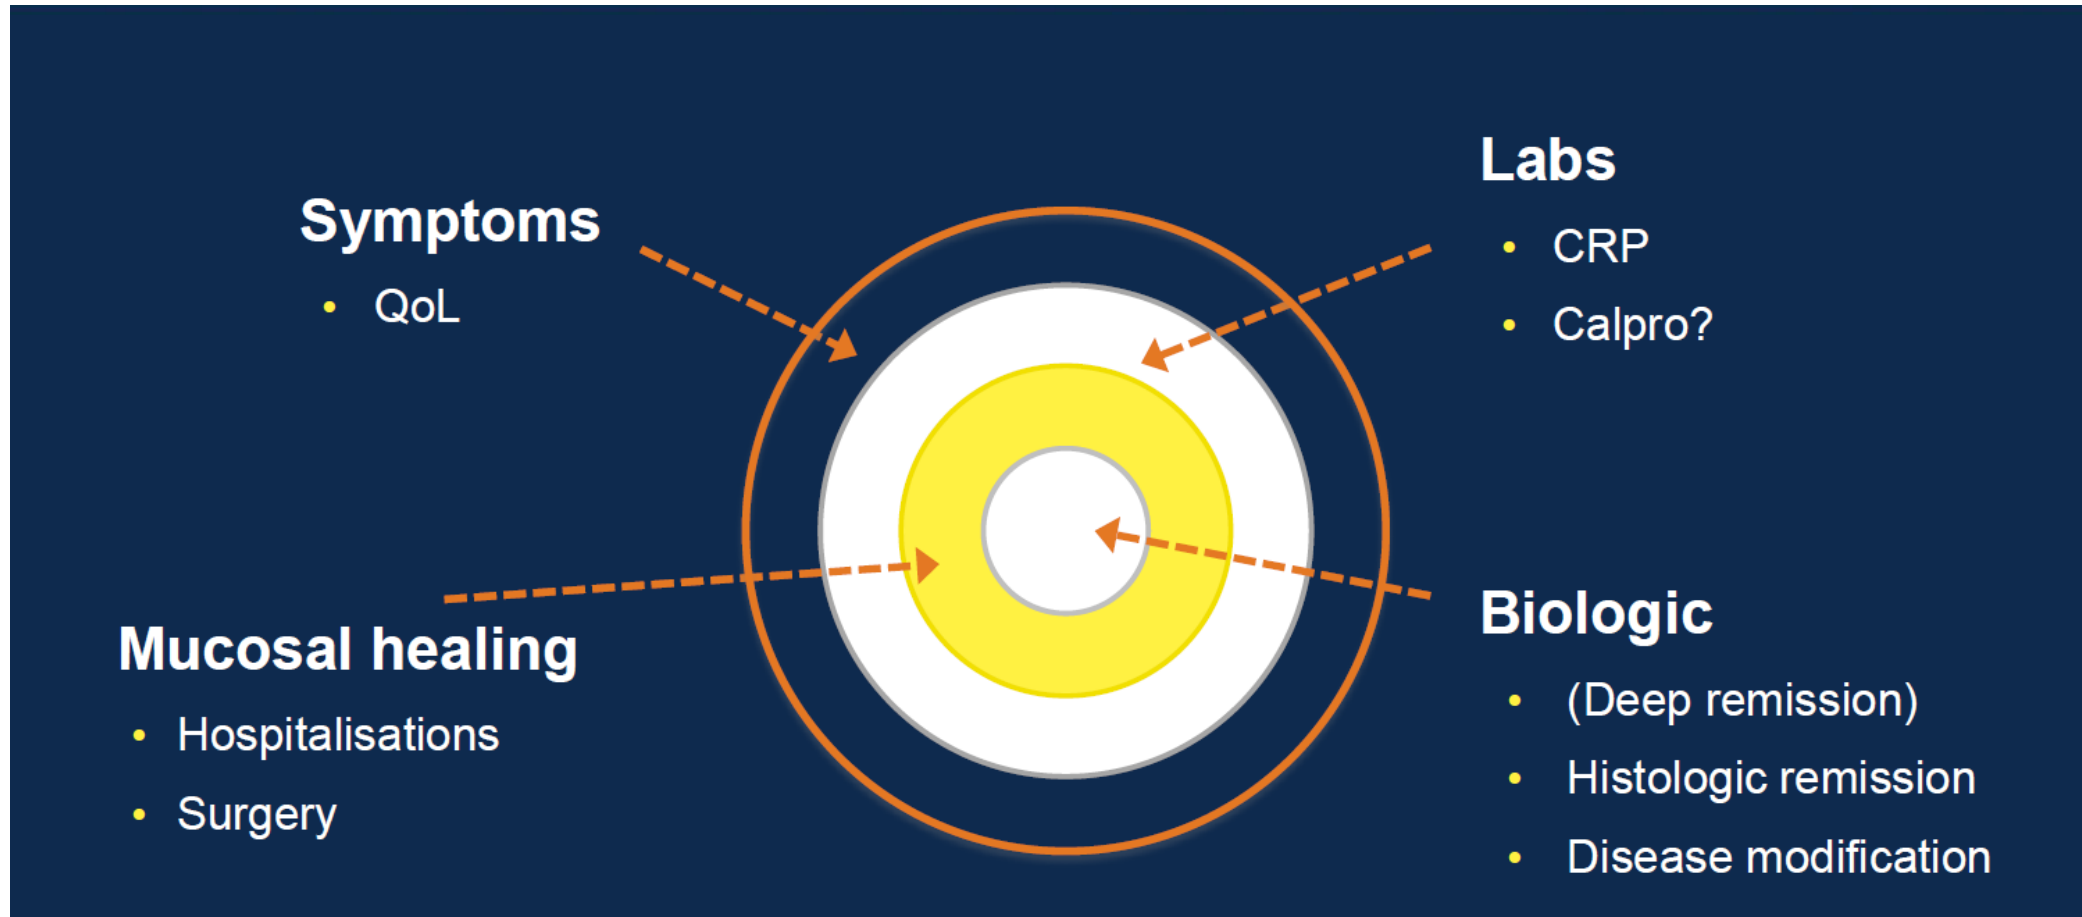 Symptoms
• QoL
Labs
• CRP
• Calpro?
Mucosal healing
• Hospitalisations
• Surgery
Biologic
• (Deep remission)
• Histologic remission
• Disease modification